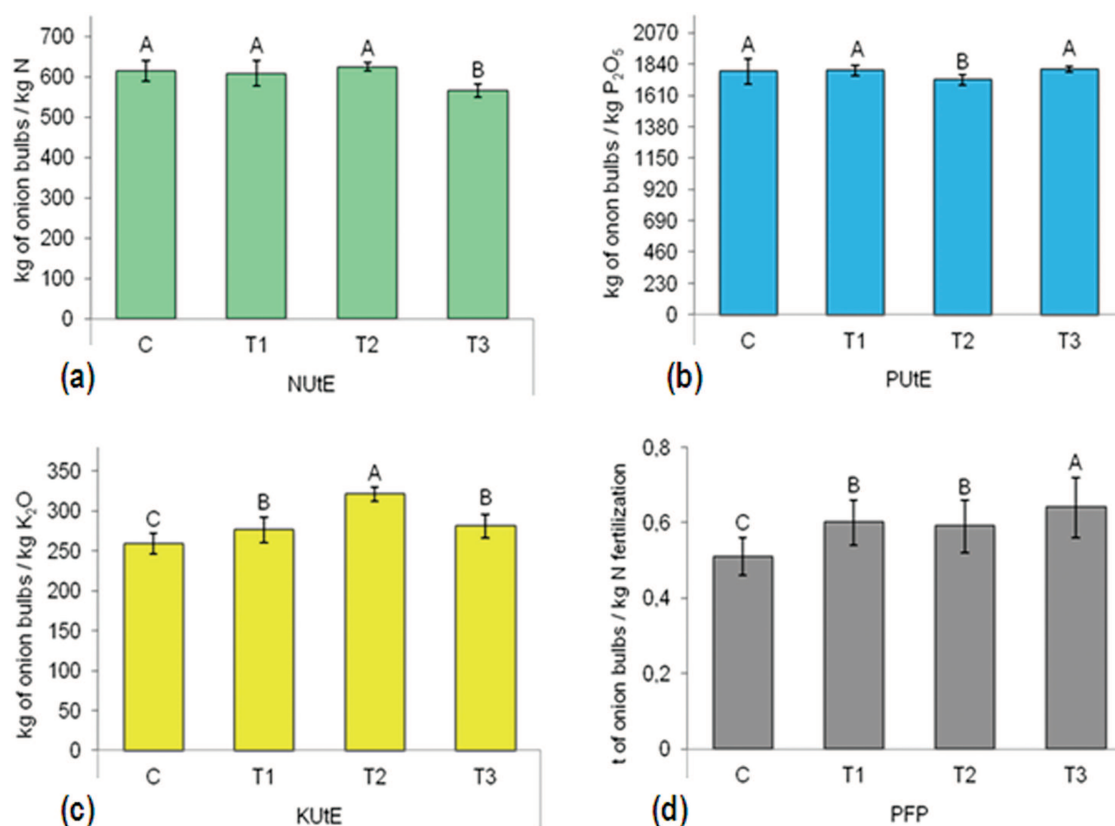 kg of onion bulbs / kg N
700
600
500
400
300
200
100
0
A
A
A
B
C
T1
T2
T3
NUtE
(a)
kg of onon bulbs / kg P₂O₅
2070
1840
1610
1380
1150
920
690
460
230
0
A
A
B
A
C
T1
T2
T3
PUtE
(b)
kg of onion bulbs / kg K₂O
350
300
250
200
150
100
50
0
C
B
A
B
C
T1
T2
T3
KUtE
(c)
t of onion bulbs / kg N fertilization
0,8
0,6
0,4
0,2
0
C
B
B
A
C
T1
T2
T3
PFP
(d)